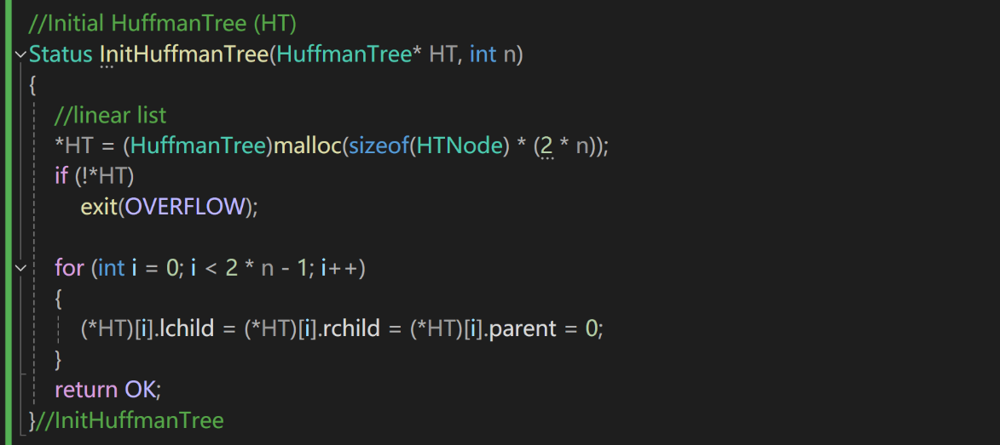 //Initial HuffmanTree (HT)
Status InitHuffmanTree(HuffmanTree* HT, int n)
{
//linear list
*HT = (HuffmanTree)malloc(sizeof(HTNode) * (2 * n));
if (!*HT)
exit(OVERFLOW);
for (int i = 0; i < 2 * n - 1; i++)
{
(*HT)[i].lchild = (*HT)[i].rchild = (*HT)[i].parent = 0;
}
return OK;
}//InitHuffmanTree